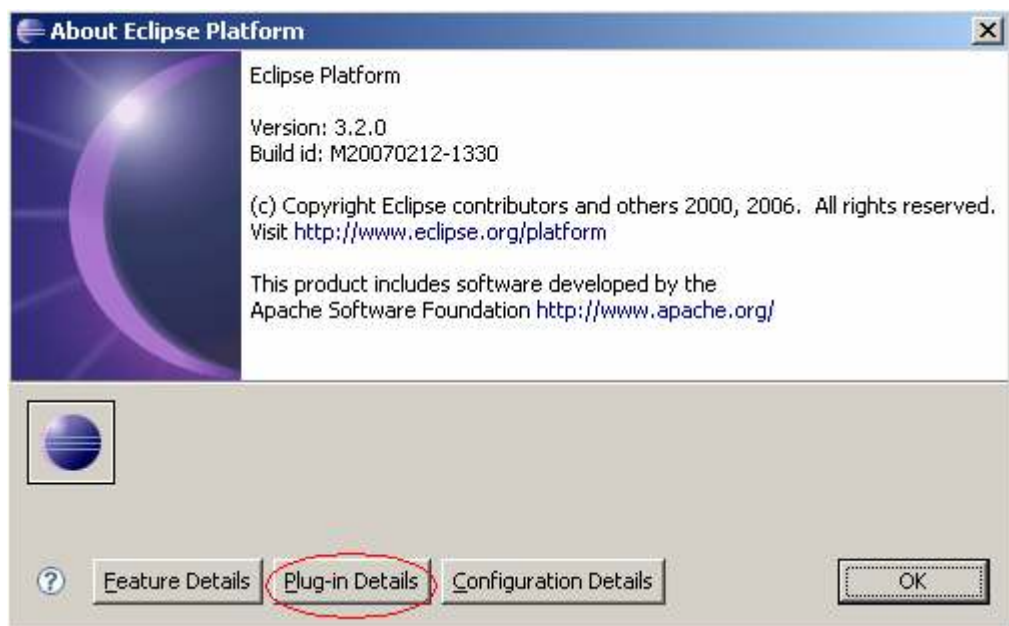 About Eclipse Platform
Eclipse Platform
Version: 3.2.0
Build id: M20070212-1330
(c) Copyright Eclipse contributors and others 2000, 2006.  All rights reserved.
Visit http://www.eclipse.org/platform
This product includes software developed by the
Apache Software Foundation http://www.apache.org/
? Feature Details Plug-in Details Configuration Details OK